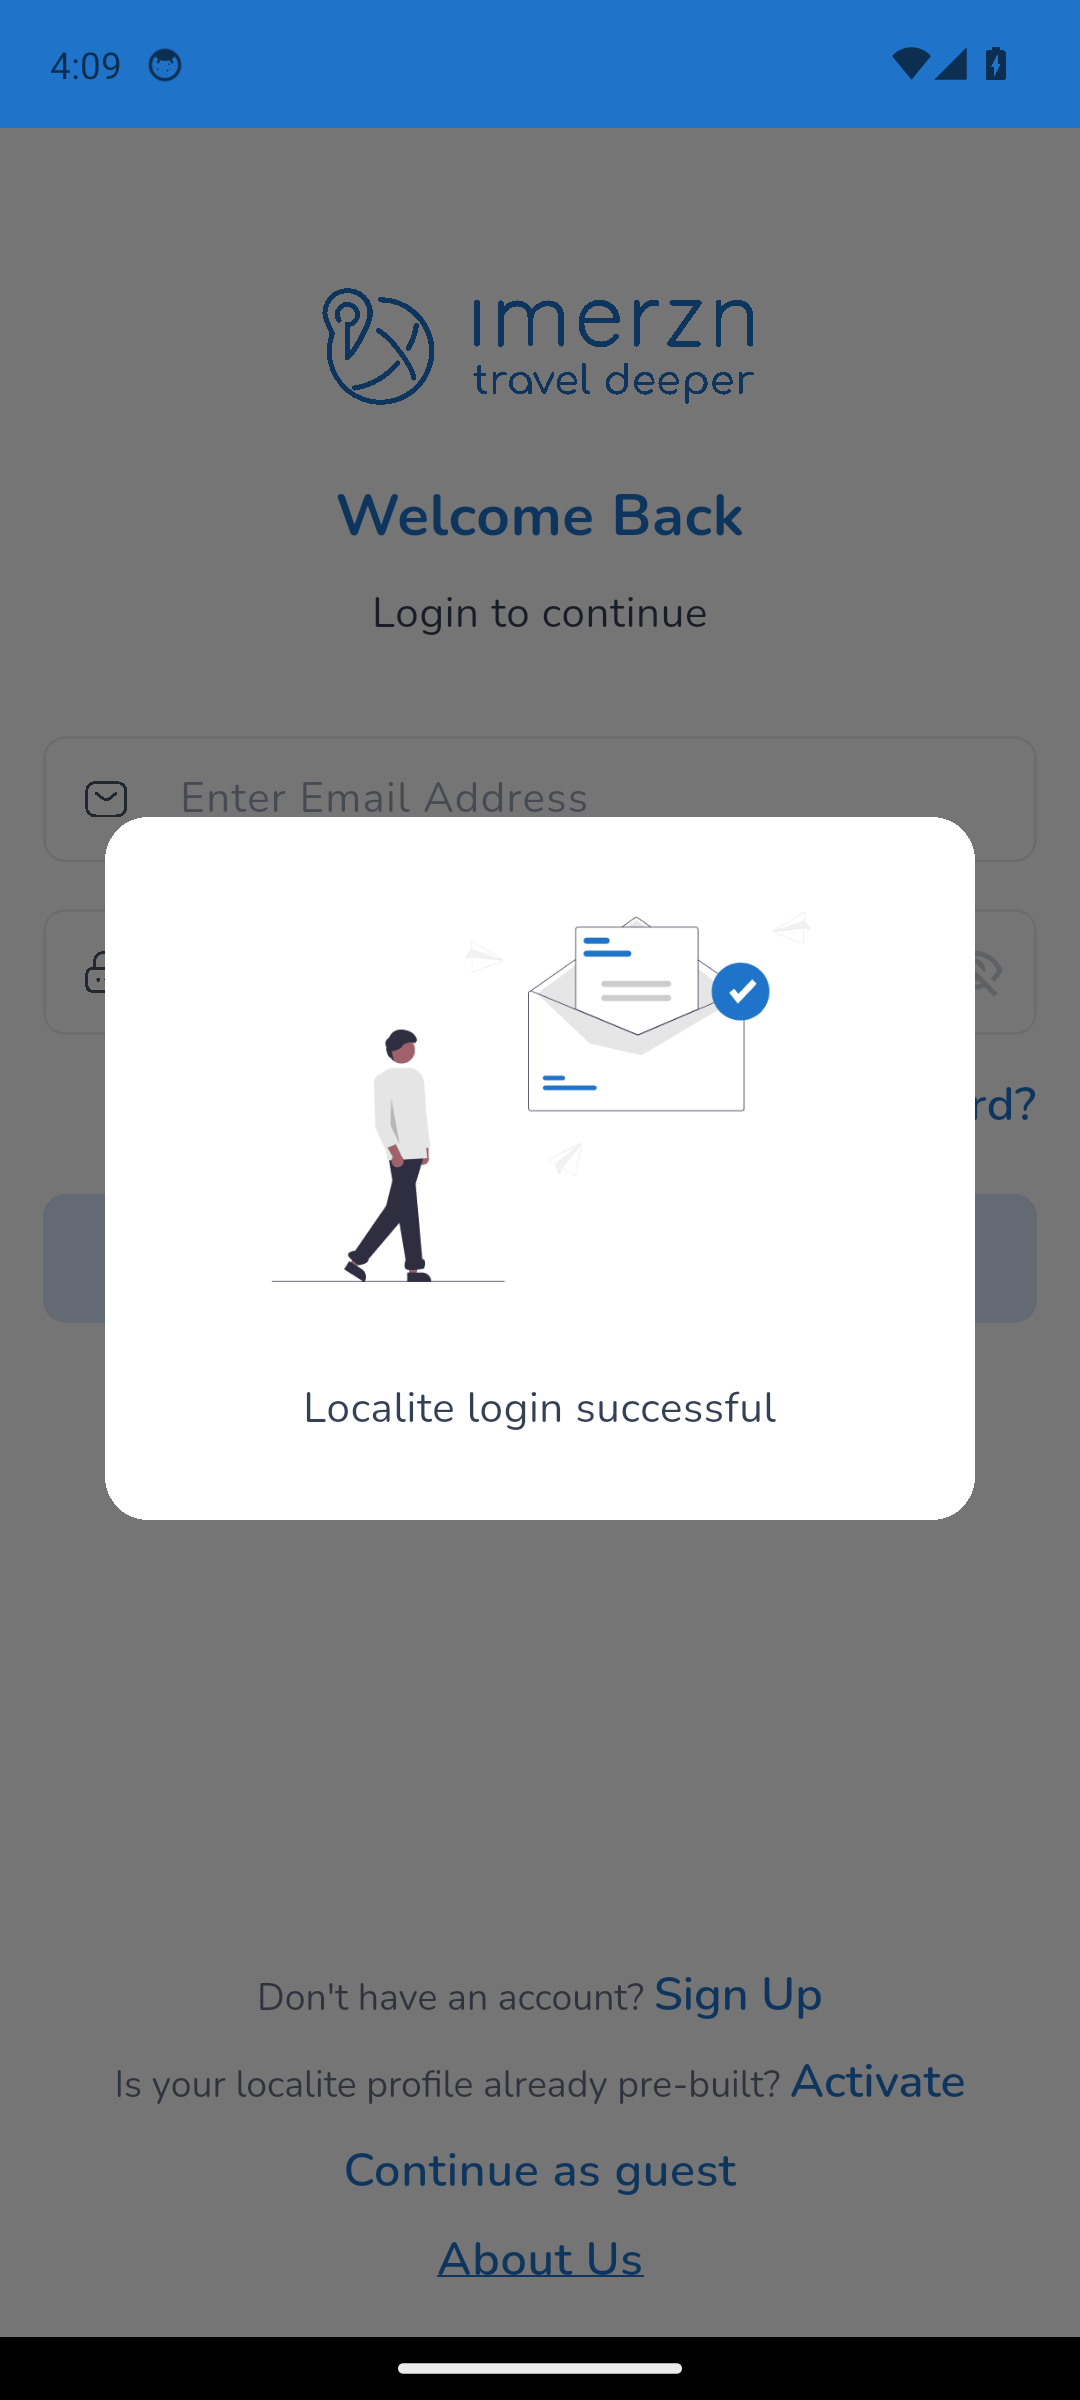 4:09
imerzn
travel deeper
Welcome Back
Login to continue
Enter Email Address
rd?
Localite login successful
Don't have an account? Sign Up
Is your localite profile already pre-built? Activate
Continue as guest
About Us